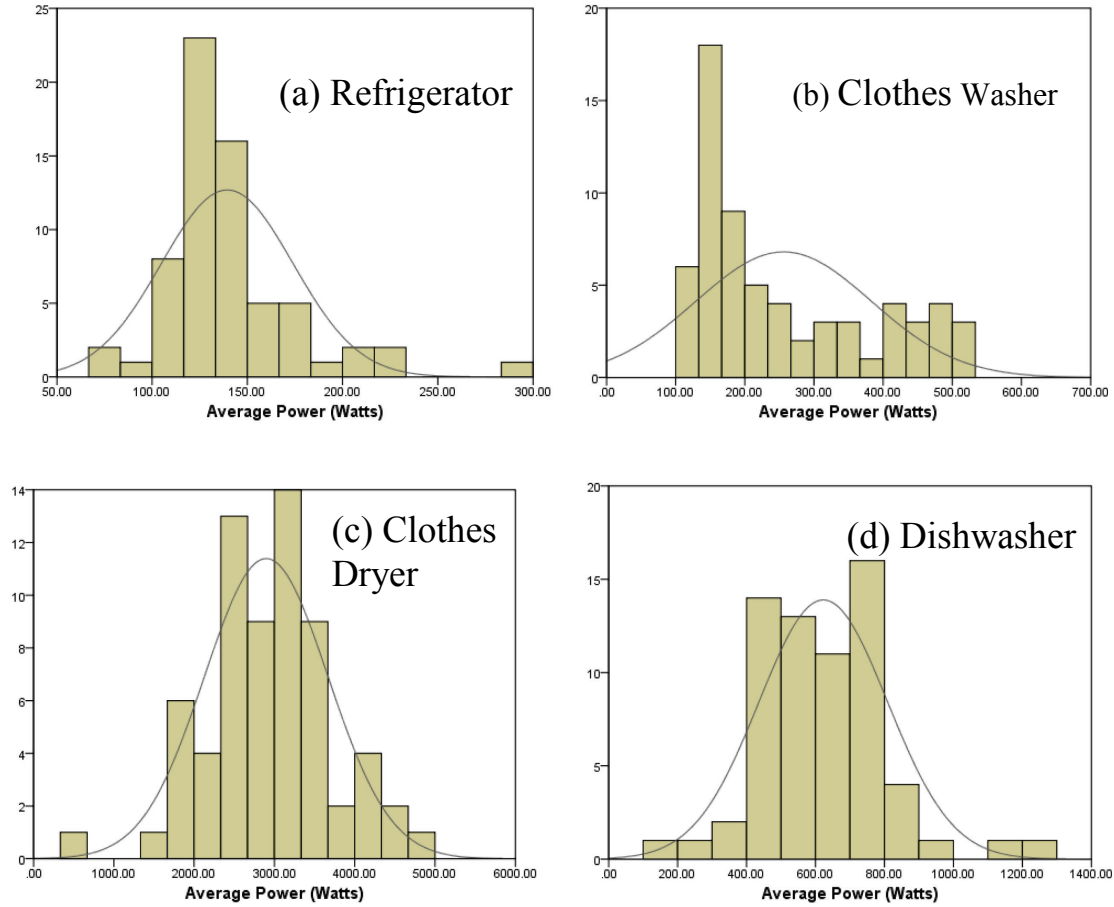 25
20
15
10
5
0
(a) Refrigerator
50.00 100.00 150.00 200.00 250.00 300.00
Average Power (Watts)
20
15
10
5
0
(b) Clothes Washer
.00 100.00 200.00 300.00 400.00 500.00 600.00 700.00
Average Power (Watts)
14
12
10
8
6
4
2
0
(c) Clothes
Dryer
.00 1000.00 2000.00 3000.00 4000.00 5000.00 6000.00
Average Power (Watts)
20
15
10
5
0
(d) Dishwasher
.00 200.00 400.00 600.00 800.00 1000.00 1200.00 1400.00
Average Power (Watts)